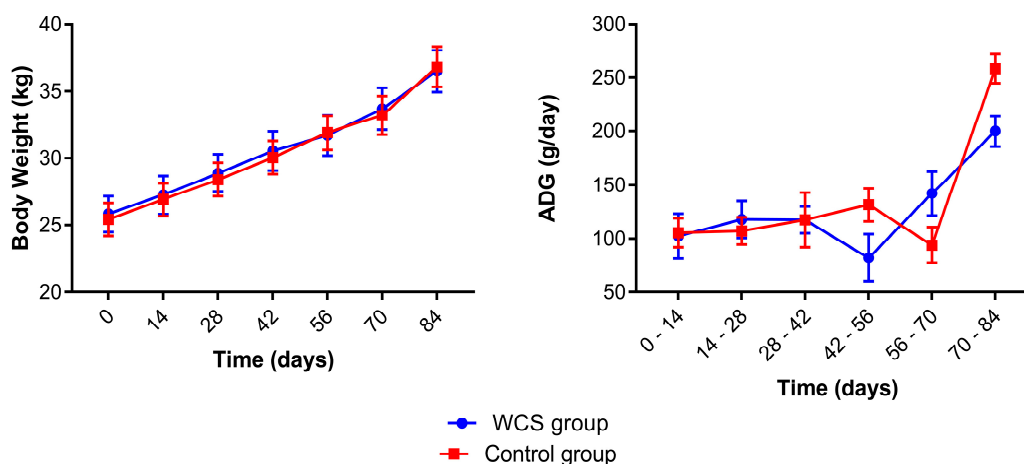 40
35
30
25
20
Body Weight (kg)
0
14
28
42
56
70
84
Time (days)
300
250
200
150
100
50
ADG (g/day)
0 - 14
14 - 28
28 - 42
42 - 56
56 - 70
70 - 84
Time (days)
WCS group
Control group